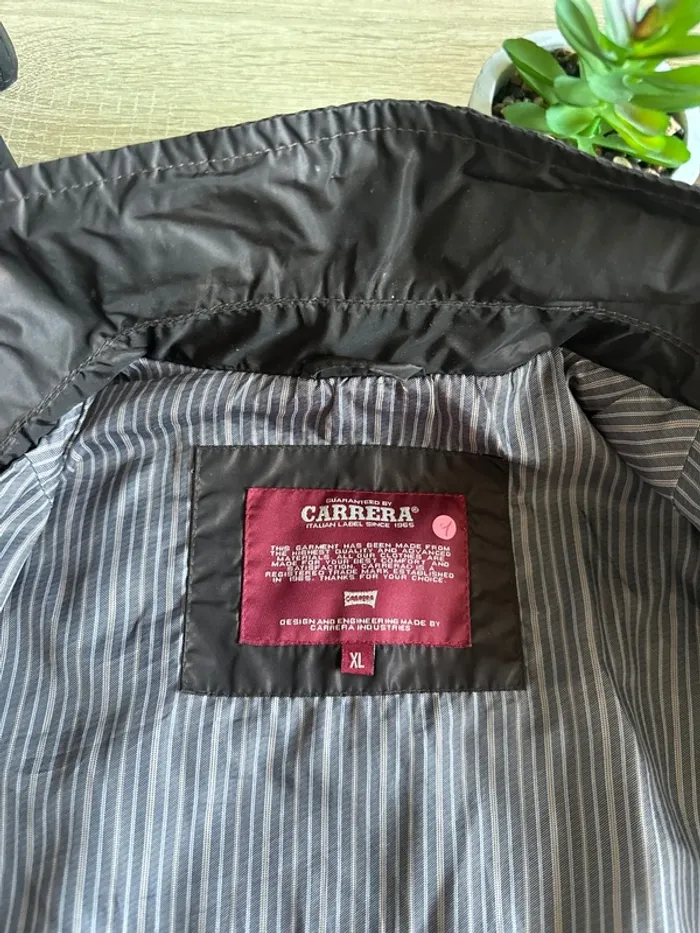 GUARANTEED BY
CARRERA®
ITALIAN LABEL SINCE 1965
THIS GARMENT HAS BEEN MADE FROM
THE HIGHEST QUALITY AND ADVANCED
MATERIALS. ALL OUR CLOTHES ARE
MADE FOR YOUR BEST COMFORT AND
SATISFACTION. CARRERA® IS A
REGISTERED TRADE MARK ESTABLISHED
IN 1965. THANKS FOR YOUR CHOICE.
CARRERA
DESIGN AND ENGINEERING MADE BY
CARRERA INDUSTRIES
XL